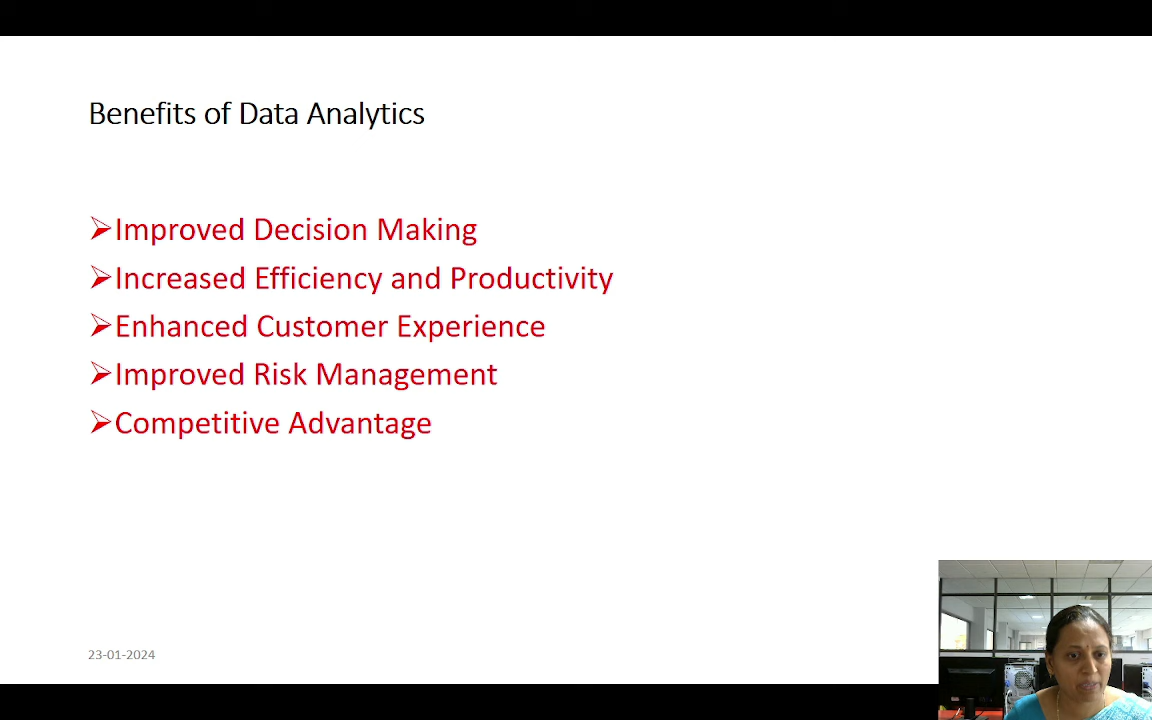 Benefits of Data Analytics
➢Improved Decision Making
➢Increased Efficiency and Productivity
➢Enhanced Customer Experience
➢Improved Risk Management
➢Competitive Advantage
23-01-2024